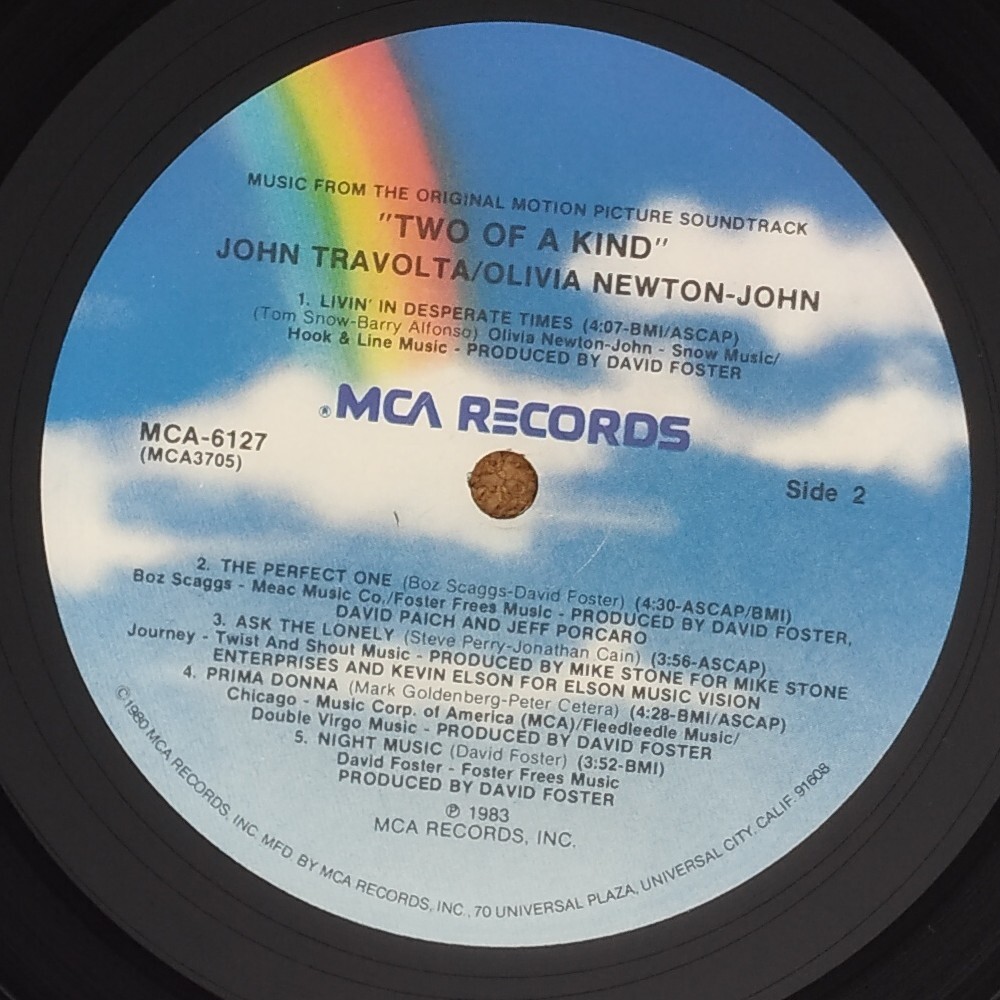 MUSIC FROM THE ORIGINAL MOTION PICTURE SOUNDTRACK
"TWO OF A KIND"
JOHN TRAVOLTA/OLIVIA NEWTON-JOHN
1. LIVIN' IN DESPERATE TIMES (4:07-BMI/ASCAP)
(Tom Snow-Barry Alfonso) Olivia Newton-John - Snow Music/
Hook & Line Music - PRODUCED BY DAVID FOSTER
® MCA RECORDS
MCA-6127
(MCA3705)
Side 2
2. THE PERFECT ONE (Boz Scaggs-David Foster) (4:30-ASCAP/BMI)
Boz Scaggs - Meac Music Co./Foster Frees Music - PRODUCED BY DAVID FOSTER,
DAVID PAICH AND JEFF PORCARO
3. ASK THE LONELY (Steve Perry-Jonathan Cain) (3:56-ASCAP)
Journey - Twist And Shout Music - PRODUCED BY MIKE STONE FOR MIKE STONE
ENTERPRISES AND KEVIN ELSON FOR ELSON MUSIC VISION
4. PRIMA DONNA (Mark Goldenberg-Peter Cetera) (4:28-BMI/ASCAP)
Chicago - Music Corp. of America (MCA)/Fleedleedle Music/
Double Virgo Music - PRODUCED BY DAVID FOSTER
5. NIGHT MUSIC (David Foster) (3:52-BMI)
David Foster - Foster Frees Music
PRODUCED BY DAVID FOSTER
℗ 1983
MCA RECORDS, INC.
©1980 MCA RECORDS, INC. MFD. BY MCA RECORDS, INC., 70 UNIVERSAL PLAZA, UNIVERSAL CITY, CALIF. 91608